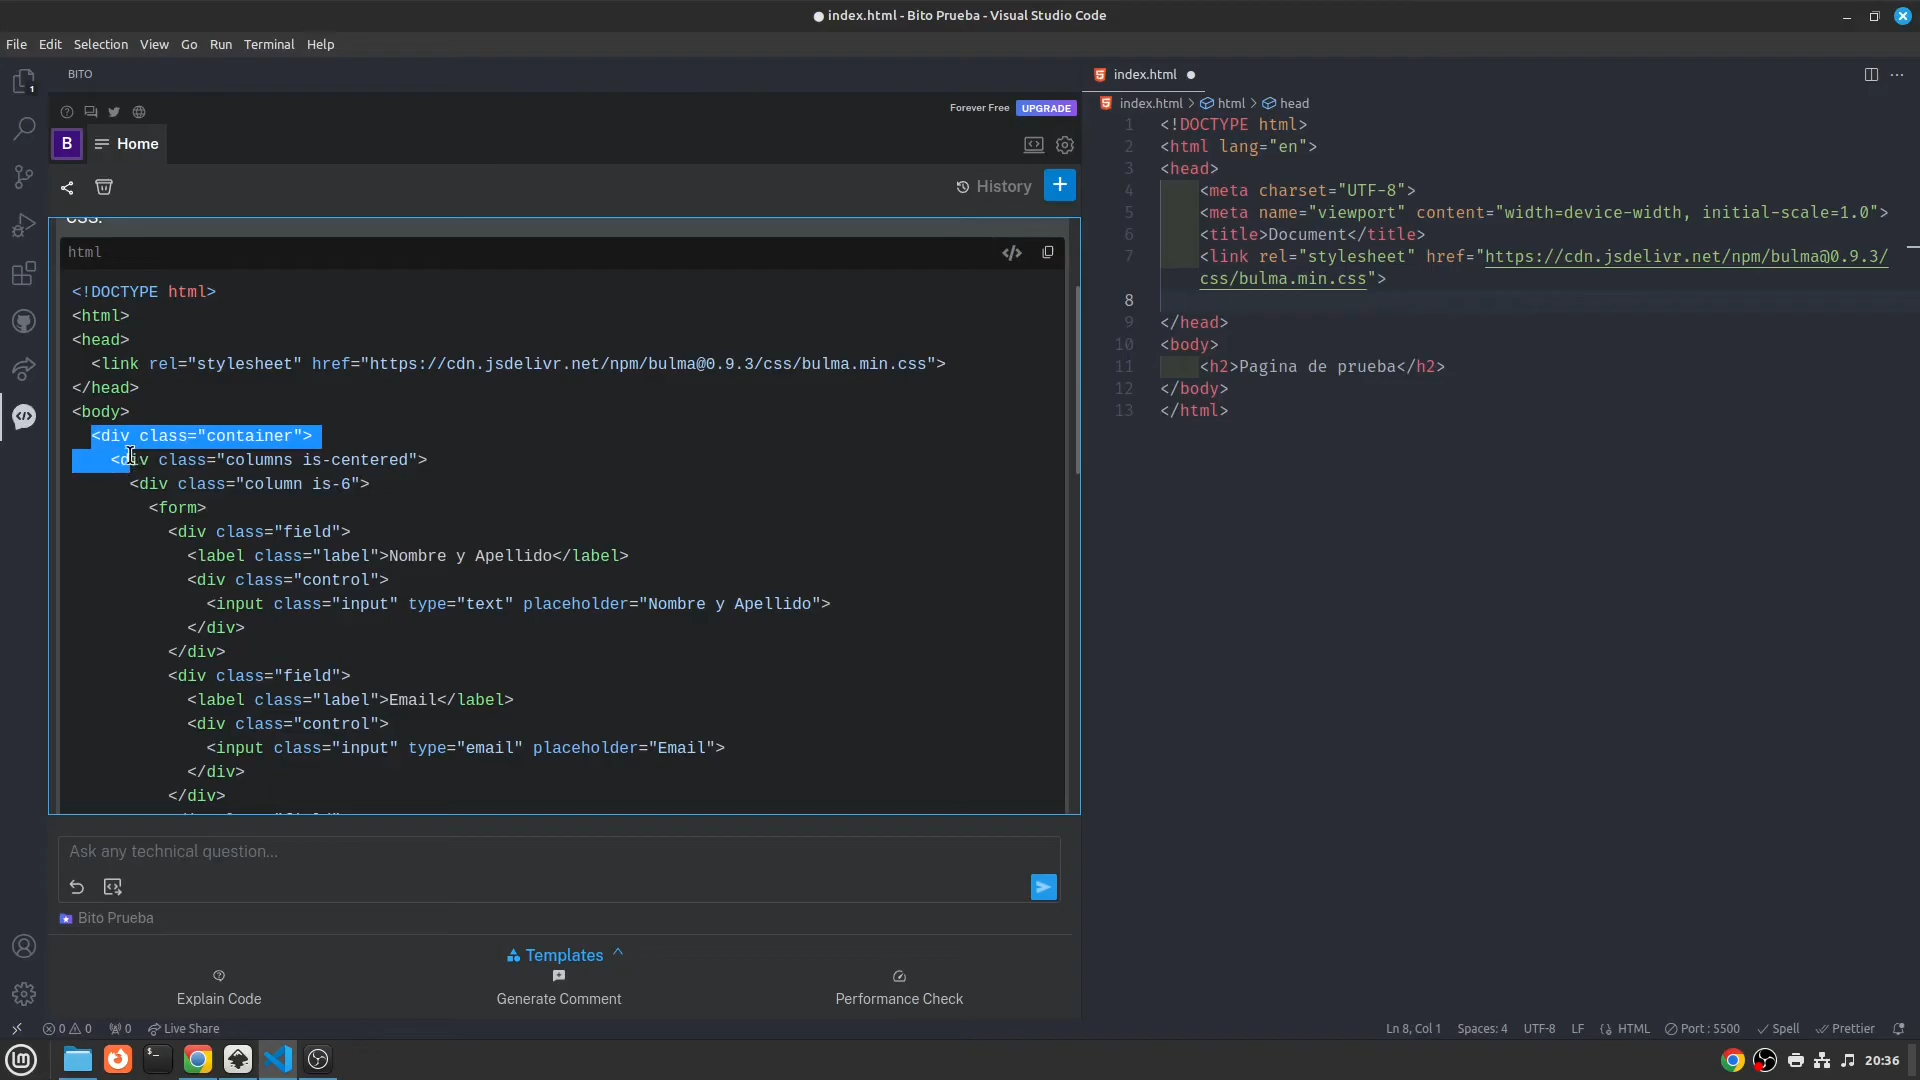 index.html - Bito Prueba - Visual Studio Code
File Edit Selection View Go Run Terminal Help
BITO
Forever Free UPGRADE
B Home
History +
css.
html
<!DOCTYPE html>
<html>
<head>
<link rel="stylesheet" href="https://cdn.jsdelivr.net/npm/bulma@0.9.3/css/bulma.min.css">
</head>
<body>
<div class="container">
<div class="columns is-centered">
<div class="column is-6">
<form>
<div class="field">
<label class="label">Nombre y Apellido</label>
<div class="control">
<input class="input" type="text" placeholder="Nombre y Apellido">
</div>
</div>
<div class="field">
<label class="label">Email</label>
<div class="control">
<input class="input" type="email" placeholder="Email">
</div>
</div>
Ask any technical question...
Bito Prueba
Templates
Explain Code Generate Comment Performance Check
index.html
index.html > html > head
1 <!DOCTYPE html>
2 <html lang="en">
3 <head>
4 <meta charset="UTF-8">
5 <meta name="viewport" content="width=device-width, initial-scale=1.0">
6 <title>Document</title>
7 <link rel="stylesheet" href="https://cdn.jsdelivr.net/npm/bulma@0.9.3/
css/bulma.min.css">
8
9 </head>
10 <body>
11 <h2>Pagina de prueba</h2>
12 </body>
13 </html>
0 0 0 Live Share Ln 8, Col 1 Spaces: 4 UTF-8 LF HTML Port : 5500 Spell Prettier
20:36